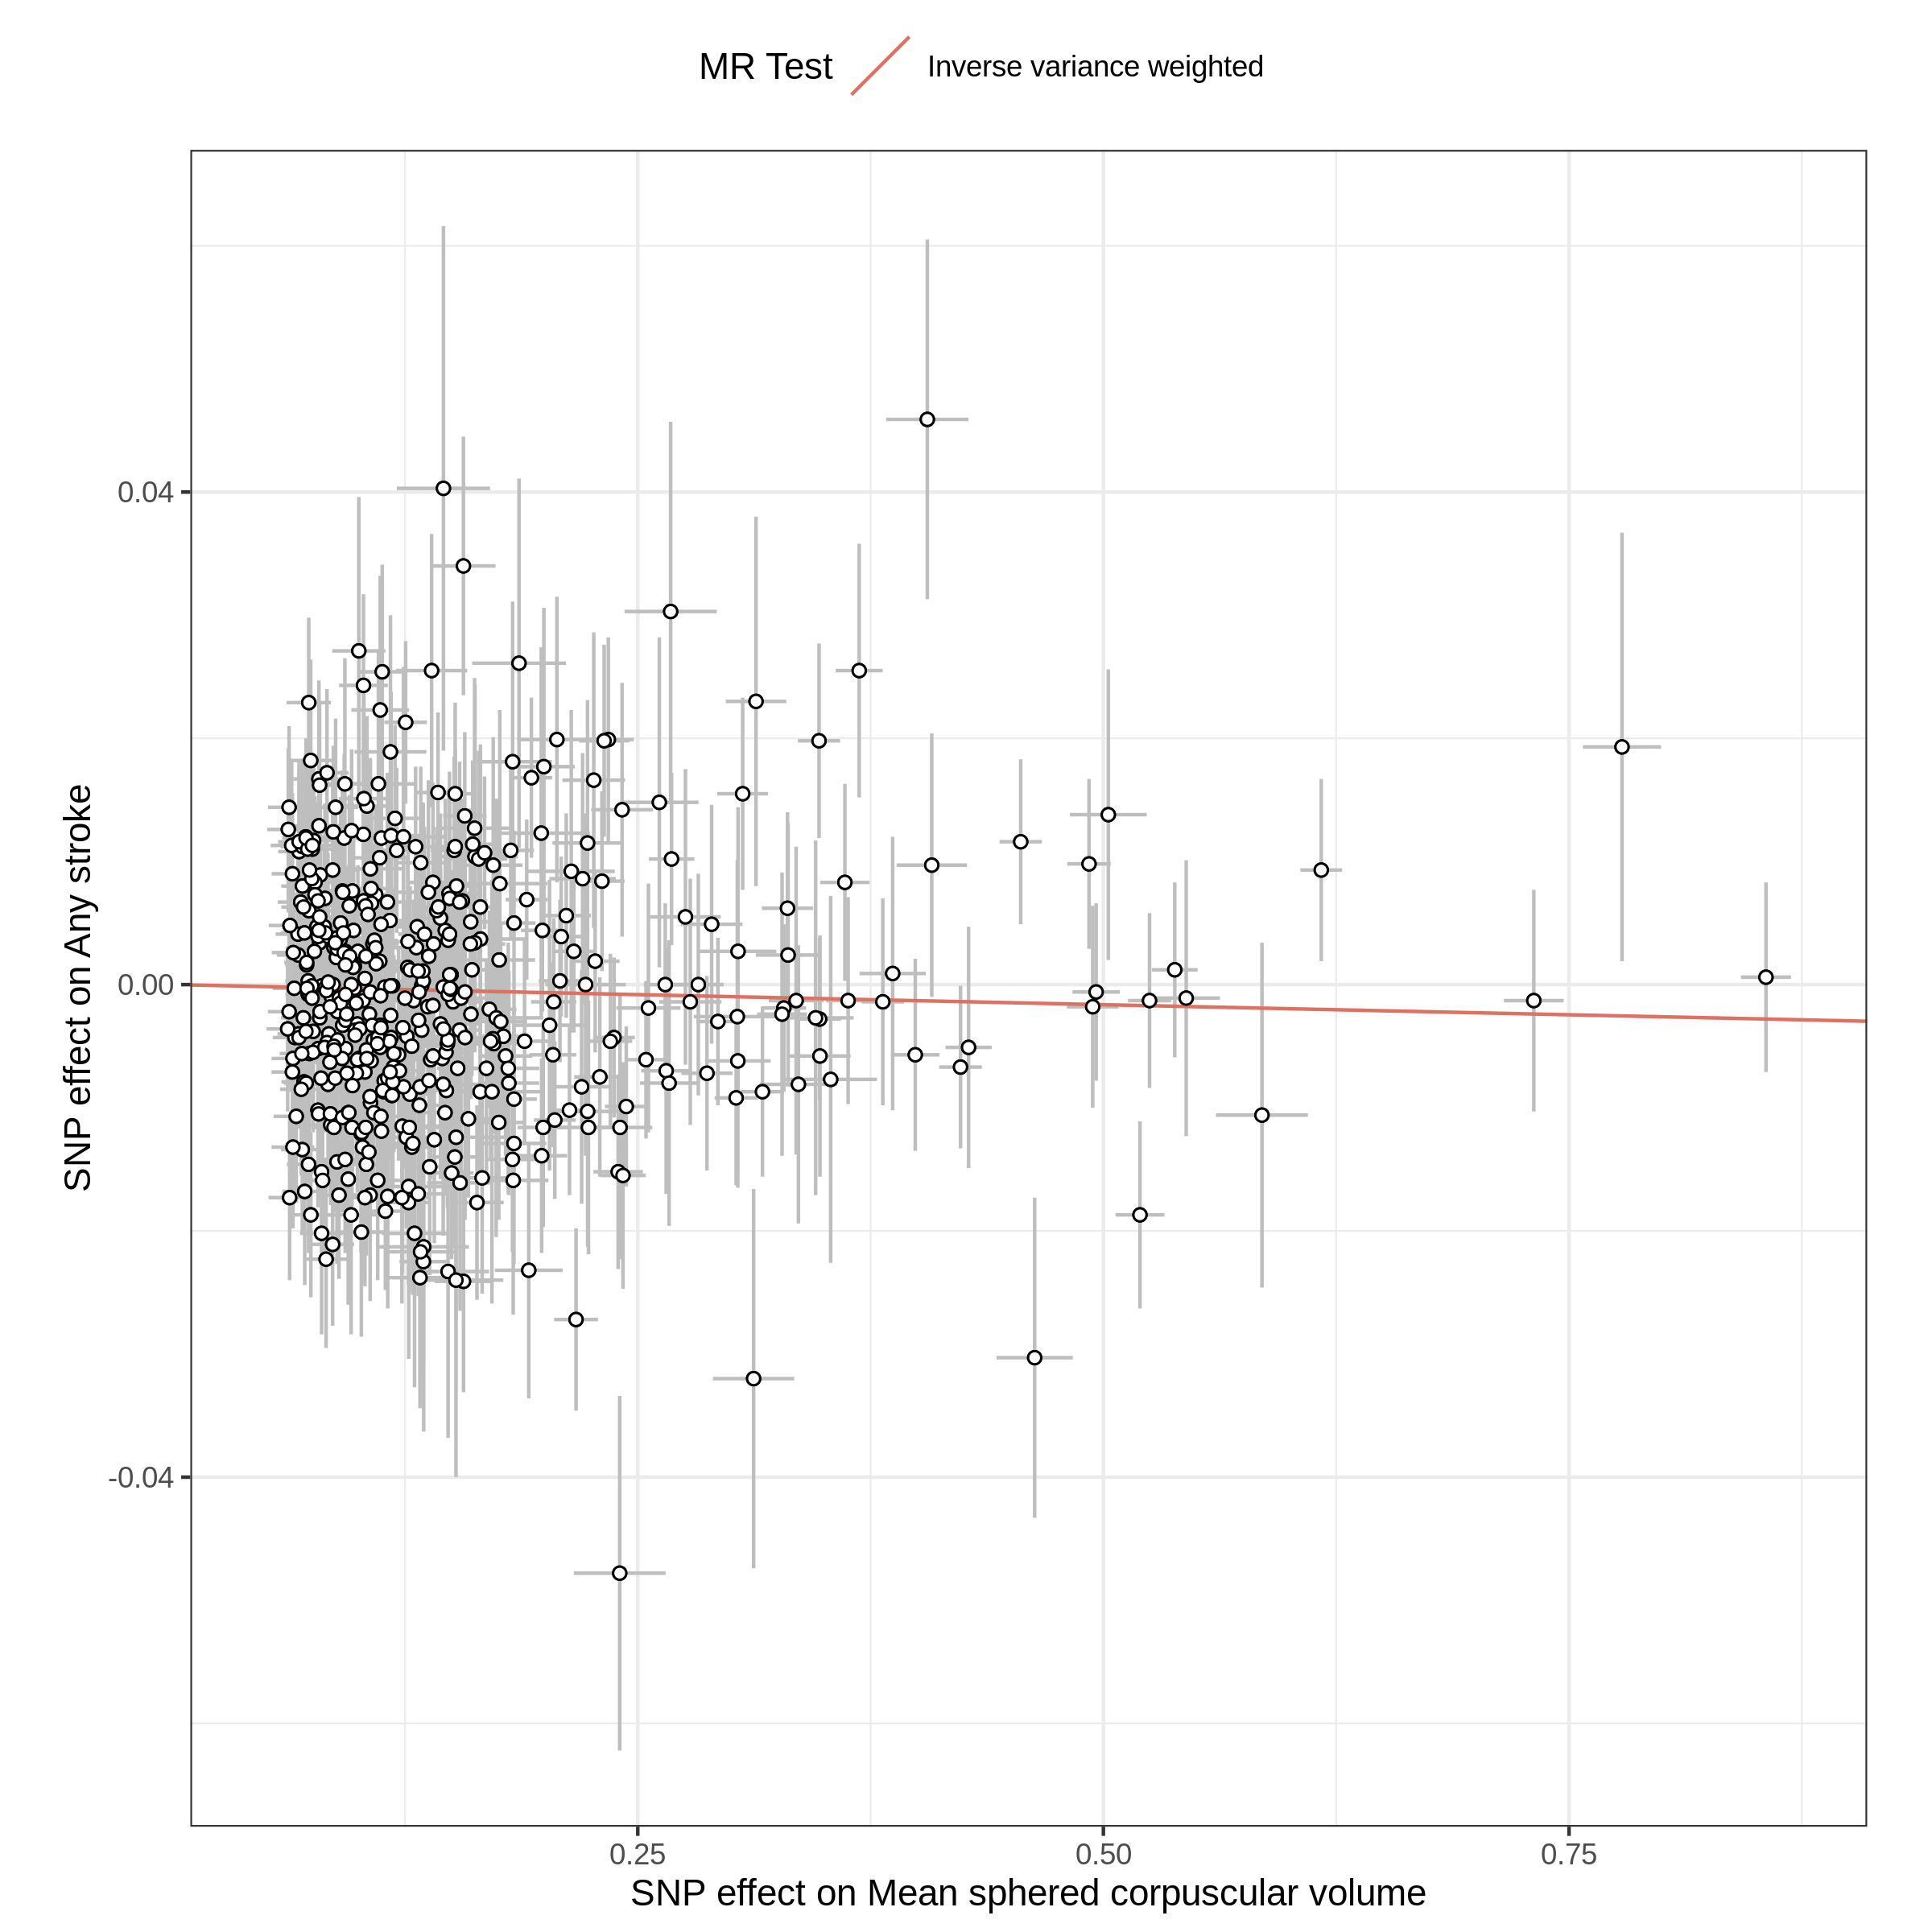 MR Test
Inverse variance weighted
SNP effect on Any stroke
0.04
0.00
-0.04
0.25
0.50
0.75
SNP effect on Mean sphered corpuscular volume